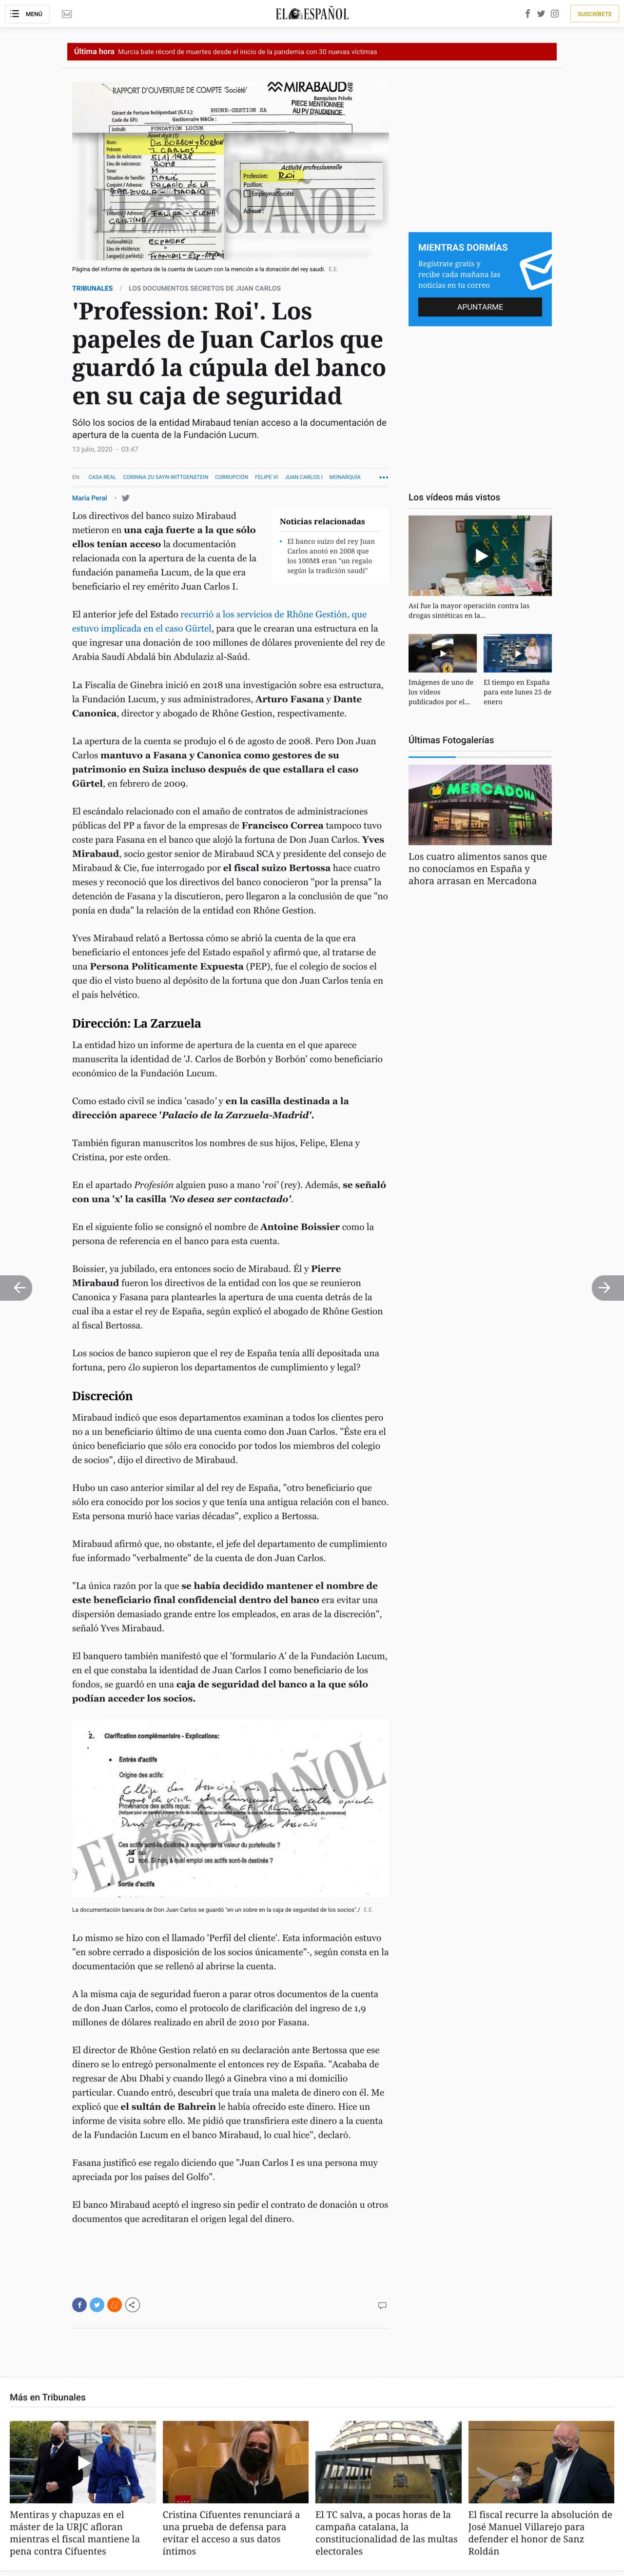 MENÚ
EL ESPAÑOL
SUSCRÍBETE
Última hora Murcia bate récord de muertes desde el inicio de la pandemia con 30 nuevas víctimas
RAPPORT D'OUVERTURE DE COMPTE 'Société'
MIRABAUD
Banquiers Privés
PIECE MENTIONNEE
AU PV D'AUDIENCE
Gérant de Fortune Indépendant (G.F.I.):
RHONE-GESTION SA
Code du GFI:
Gestionnaire M&Cie:
Intitulé:
FONDATION LUCUM
Nom:
De BORBON y BORBON
Prénom:
J. CARLOS
Date de naissance:
5/1/1938
Lieu de naissance:
ROME
Sexe:
M
Situation de famille:
MARIÉ
Conjoint / Adresse:
PALACIO DE LA
ZARZUELA - MADRID
FELIPE - ELENA
CRISTINA
Nationalité(s):
ESPAGNE
Lieu de résidence:
Langue(s) parlée(s):
Activité professionnelle
Profession:
Roi
Position:
Employeur/Société
Adresse:
EL ESPAÑOL
Página del informe de apertura de la cuenta de Lucum con la mención a la donación del rey saudí. E.E.
TRIBUNALES / LOS DOCUMENTOS SECRETOS DE JUAN CARLOS
'Profession: Roi'. Los
papeles de Juan Carlos que
guardó la cúpula del banco
en su caja de seguridad
Sólo los socios de la entidad Mirabaud tenían acceso a la documentación de
apertura de la cuenta de la Fundación Lucum.
13 julio, 2020 - 03:47
EN: CASA REAL CORINNA ZU SAYN-WITTGENSTEIN CORRUPCIÓN FELIPE VI JUAN CARLOS I MONARQUÍA
María Peral
Los directivos del banco suizo Mirabaud
metieron en una caja fuerte a la que sólo
ellos tenían acceso la documentación
relacionada con la apertura de la cuenta de la
fundación panameña Lucum, de la que era
beneficiario el rey emérito Juan Carlos I.
Noticias relacionadas
El banco suizo del rey Juan
Carlos anotó en 2008 que
los 100M$ eran "un regalo
según la tradición saudí"
El anterior jefe del Estado recurrió a los servicios de Rhône Gestión, que
estuvo implicada en el caso Gürtel, para que le crearan una estructura en la
que ingresar una donación de 100 millones de dólares proveniente del rey de
Arabia Saudí Abdalá bin Abdulaziz al-Saúd.
La Fiscalía de Ginebra inició en 2018 una investigación sobre esa estructura,
la Fundación Lucum, y sus administradores, Arturo Fasana y Dante
Canonica, director y abogado de Rhône Gestion, respectivamente.
La apertura de la cuenta se produjo el 6 de agosto de 2008. Pero Don Juan
Carlos mantuvo a Fasana y Canonica como gestores de su
patrimonio en Suiza incluso después de que estallara el caso
Gürtel, en febrero de 2009.
El escándalo relacionado con el amaño de contratos de administraciones
públicas del PP a favor de la empresas de Francisco Correa tampoco tuvo
coste para Fasana en el banco que alojó la fortuna de Don Juan Carlos. Yves
Mirabaud, socio gestor senior de Mirabaud SCA y presidente del consejo de
Mirabaud & Cie, fue interrogado por el fiscal suizo Bertossa hace cuatro
meses y reconoció que los directivos del banco conocieron "por la prensa" la
detención de Fasana y la discutieron, pero llegaron a la conclusión de que "no
ponía en duda" la relación de la entidad con Rhône Gestion.
Yves Mirabaud relató a Bertossa cómo se abrió la cuenta de la que era
beneficiario el entonces jefe del Estado español y afirmó que, al tratarse de
una Persona Políticamente Expuesta (PEP), fue el colegio de socios el
que dio el visto bueno al depósito de la fortuna que don Juan Carlos tenía en
el país helvético.
Dirección: La Zarzuela
La entidad hizo un informe de apertura de la cuenta en el que aparece
manuscrita la identidad de 'J. Carlos de Borbón y Borbón' como beneficiario
económico de la Fundación Lucum.
Como estado civil se indica 'casado' y en la casilla destinada a la
dirección aparece 'Palacio de la Zarzuela-Madrid'.
También figuran manuscritos los nombres de sus hijos, Felipe, Elena y
Cristina, por este orden.
En el apartado Profesión alguien puso a mano 'roi' (rey). Además, se señaló
con una 'x' la casilla 'No desea ser contactado'.
En el siguiente folio se consignó el nombre de Antoine Boissier como la
persona de referencia en el banco para esta cuenta.
Boissier, ya jubilado, era entonces socio de Mirabaud. Él y Pierre
Mirabaud fueron los directivos de la entidad con los que se reunieron
Canonica y Fasana para plantearles la apertura de una cuenta detrás de la
cual iba a estar el rey de España, según explicó el abogado de Rhône Gestión
al fiscal Bertossa.
Los socios de banco supieron que el rey de España tenía allí depositada una
fortuna, pero ¿lo supieron los departamentos de cumplimiento y legal?
Discreción
Mirabaud indicó que esos departamentos examinan a todos los clientes pero
no a un beneficiario último de una cuenta como don Juan Carlos. "Éste era el
único beneficiario que sólo era conocido por todos los miembros del colegio
de socios", dijo el directivo de Mirabaud.
Hubo un caso anterior similar al del rey de España, "otro beneficiario que
sólo era conocido por los socios y que tenía una antigua relación con el banco.
Esta persona murió hace varias décadas", explico a Bertossa.
Mirabaud afirmó que, no obstante, el jefe del departamento de cumplimiento
fue informado "verbalmente" de la cuenta de don Juan Carlos.
"La única razón por la que se había decidido mantener el nombre de
este beneficiario final confidencial dentro del banco era evitar una
dispersión demasiado grande entre los empleados, en aras de la discreción",
señaló Yves Mirabaud.
El banquero también manifestó que el 'formulario A' de la Fundación Lucum,
en el que constaba la identidad de Juan Carlos I como beneficiario de los
fondos, se guardó en una caja de seguridad del banco a la que sólo
podían acceder los socios.
2. Clarification complémentaire - Explications:
Entrés d'actifs
Origine des actifs:
Ces actifs sont-ils destinés à augmenter la valeur du portefeuille ?
oui
non. Si non, à quel emploi ces actifs sont-ils destinés ?
Sortie d'actifs
EL ESPAÑOL
La documentación bancaria de Don Juan Carlos se guardó "en un sobre en la caja de seguridad de los socios"./ E.E.
Lo mismo se hizo con el llamado 'Perfil del cliente'. Esta información estuvo
"en sobre cerrado a disposición de los socios únicamente"·, según consta en la
documentación que se rellenó al abrirse la cuenta.
A la misma caja de seguridad fueron a parar otros documentos de la cuenta
de don Juan Carlos, como el protocolo de clarificación del ingreso de 1,9
millones de dólares realizado en abril de 2010 por Fasana.
El director de Rhône Gestion relató en su declaración ante Bertossa que ese
dinero se lo entregó personalmente el entonces rey de España. "Acababa de
regresar de Abu Dhabi y cuando llegó a Ginebra vino a mi domicilio
particular. Cuando entró, descubrí que traía una maleta de dinero con él. Me
explicó que el sultán de Bahrein le había ofrecido este dinero. Hice un
informe de visita sobre ello. Me pidió que transfiriera este dinero a la cuenta
de la Fundación Lucum en el banco Mirabaud, lo cual hice", declaró.
Fasana justificó ese regalo diciendo que "Juan Carlos I es una persona muy
apreciada por los países del Golfo".
El banco Mirabaud aceptó el ingreso sin pedir el contrato de donación u otros
documentos que acreditaran el origen legal del dinero.
MIENTRAS DORMÍAS
Regístrate gratis y
recibe cada mañana las
noticias en tu correo
APUNTARME
Los vídeos más vistos
Así fue la mayor operación contra las
drogas sintéticas en la...
Imágenes de uno de
los vídeos
publicados por el...
El tiempo en España
para este lunes 25 de
enero
Últimas Fotogalerías
MERCADONA
Los cuatro alimentos sanos que
no conocíamos en España y
ahora arrasan en Mercadona
Más en Tribunales
Mentiras y chapuzas en el
máster de la URJC afloran
mientras el fiscal mantiene la
pena contra Cifuentes
Cristina Cifuentes renunciará a
una prueba de defensa para
evitar el acceso a sus datos
íntimos
TRIBUNAL CONSTITUCIONAL
El TC salva, a pocas horas de la
campaña catalana, la
constitucionalidad de las multas
electorales
El fiscal recurre la absolución de
José Manuel Villarejo para
defender el honor de Sanz
Roldán